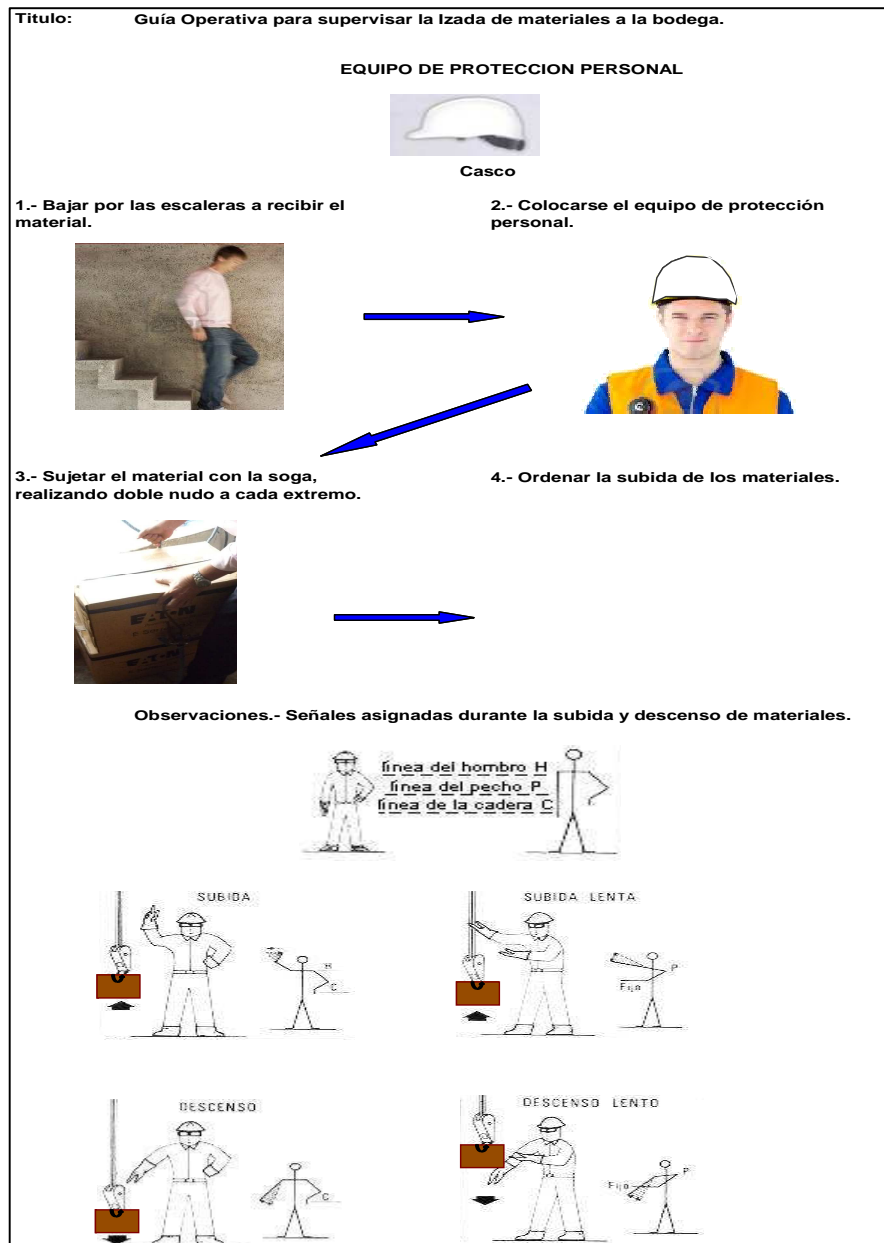 Titulo: Guía Operativa para supervisar la Izada de materiales a la bodega.
EQUIPO DE PROTECCION PERSONAL
Casco
1.- Bajar por las escaleras a recibir el
material.
2.- Colocarse el equipo de protección
personal.
3.- Sujetar el material con la soga,
realizando doble nudo a cada extremo.
4.- Ordenar la subida de los materiales.
EAT•N
EAT•N
Observaciones.- Señales asignadas durante la subida y descenso de materiales.
línea del hombro H
línea del pecho P
línea de la cadera C
SUBIDA
H
C
SUBIDA LENTA
P
Fijo
DESCENSO
C
DESCENSO LENTO
Fijo
P